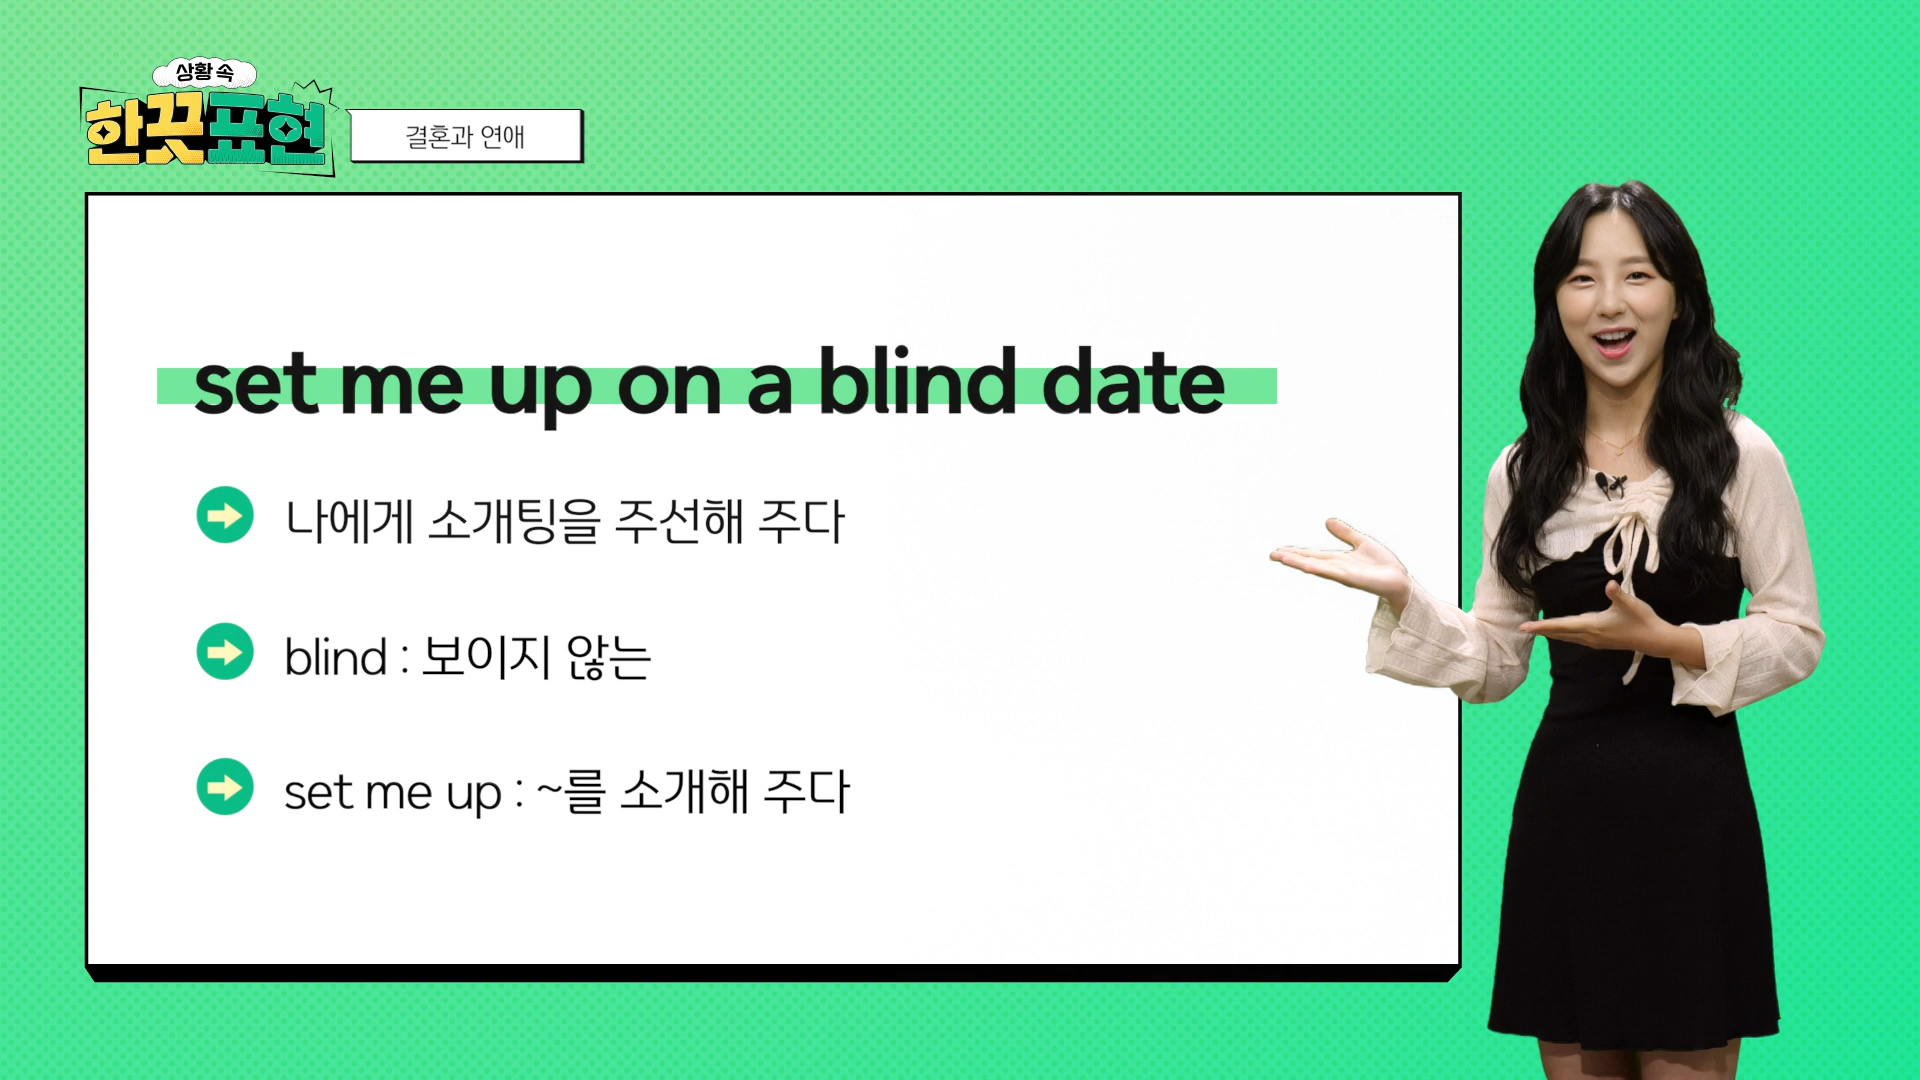 상황 속
한끗표현
결혼과 연애
set me up on a blind date
나에게 소개팅을 주선해 주다
blind : 보이지 않는
set me up : ~를 소개해 주다